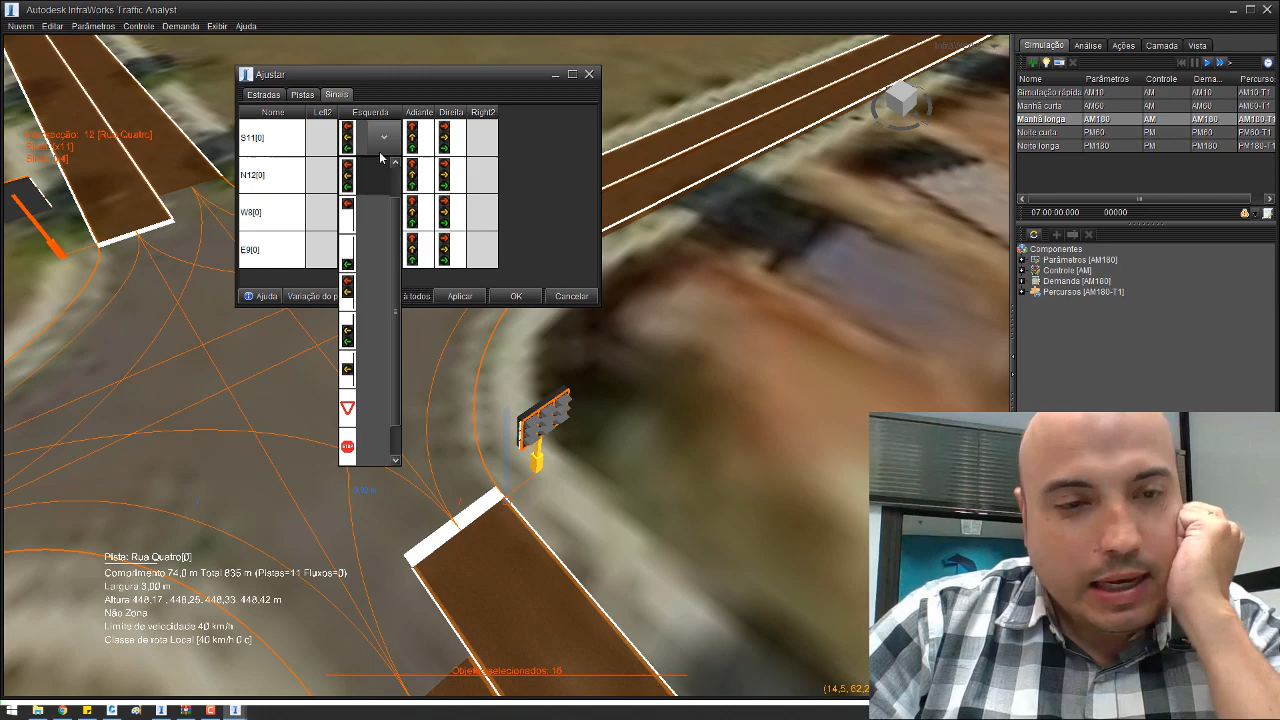 Autodesk InfraWorks Traffic Analyst
Nuvem Editar Parâmetros Controle Demanda Exibir Ajuda
InfraWorks
[Rua Quatro]
Ajustar
Estradas Pistas Sinais
Nome Left2 Esquerda Adiante Direita Right2
S11[0]
N12[0]
W8[0]
E9[0]
STOP
Ajuda Variação do p à todos Aplicar OK Cancelar
Pista: Rua Quatro[0]
Comprimento 74,0 m Total 835 m (Pistas=11 Fluxos=0)
Largura 3,00 m
Altura 448,17 , 448,25, 448,33, 448,42 m
Não Zona
Limite de velocidade 40 km/h
Classe de rota Local [40 km/h 0 c]
Objetos selecionados: 16
(14,5, 62,2
Simulação Análise Ações Camada Vista
Nome Parâmetros Controle Dema... Percurso
Simulação rápida AM10 AM AM10 AM10-T1
Manhã curta AM60 AM AM60 AM60-T1
Manhã longa AM180 AM AM180 AM180-T1
Noite curta PM60 PM PM60 PM60-T1
Noite longa PM180 PM PM180 PM180-T1
07:00:00.000 00000
Componentes
Parâmetros [AM180]
Controle [AM]
Demanda [AM180]
Percursos [AM180-T1]